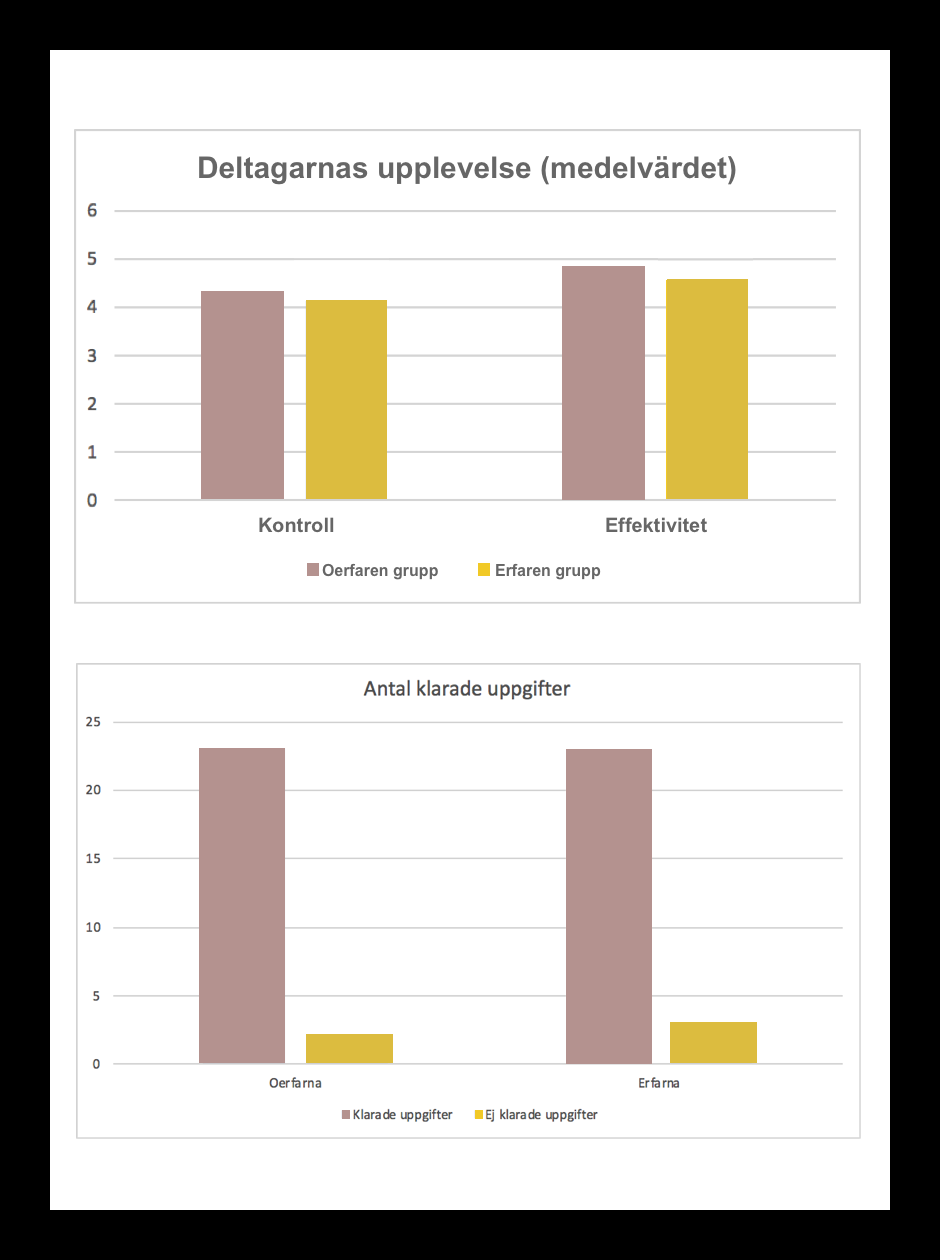 Deltagarnas upplevelse (medelvärdet)
6
5
4
3
2
1
0
Kontroll Effektivitet
Oerfaren grupp Erfaren grupp
Antal klarade uppgifter
25
20
15
10
5
0
Oerfarna Erfarna
Klarade uppgifter Ej klarade uppgifter